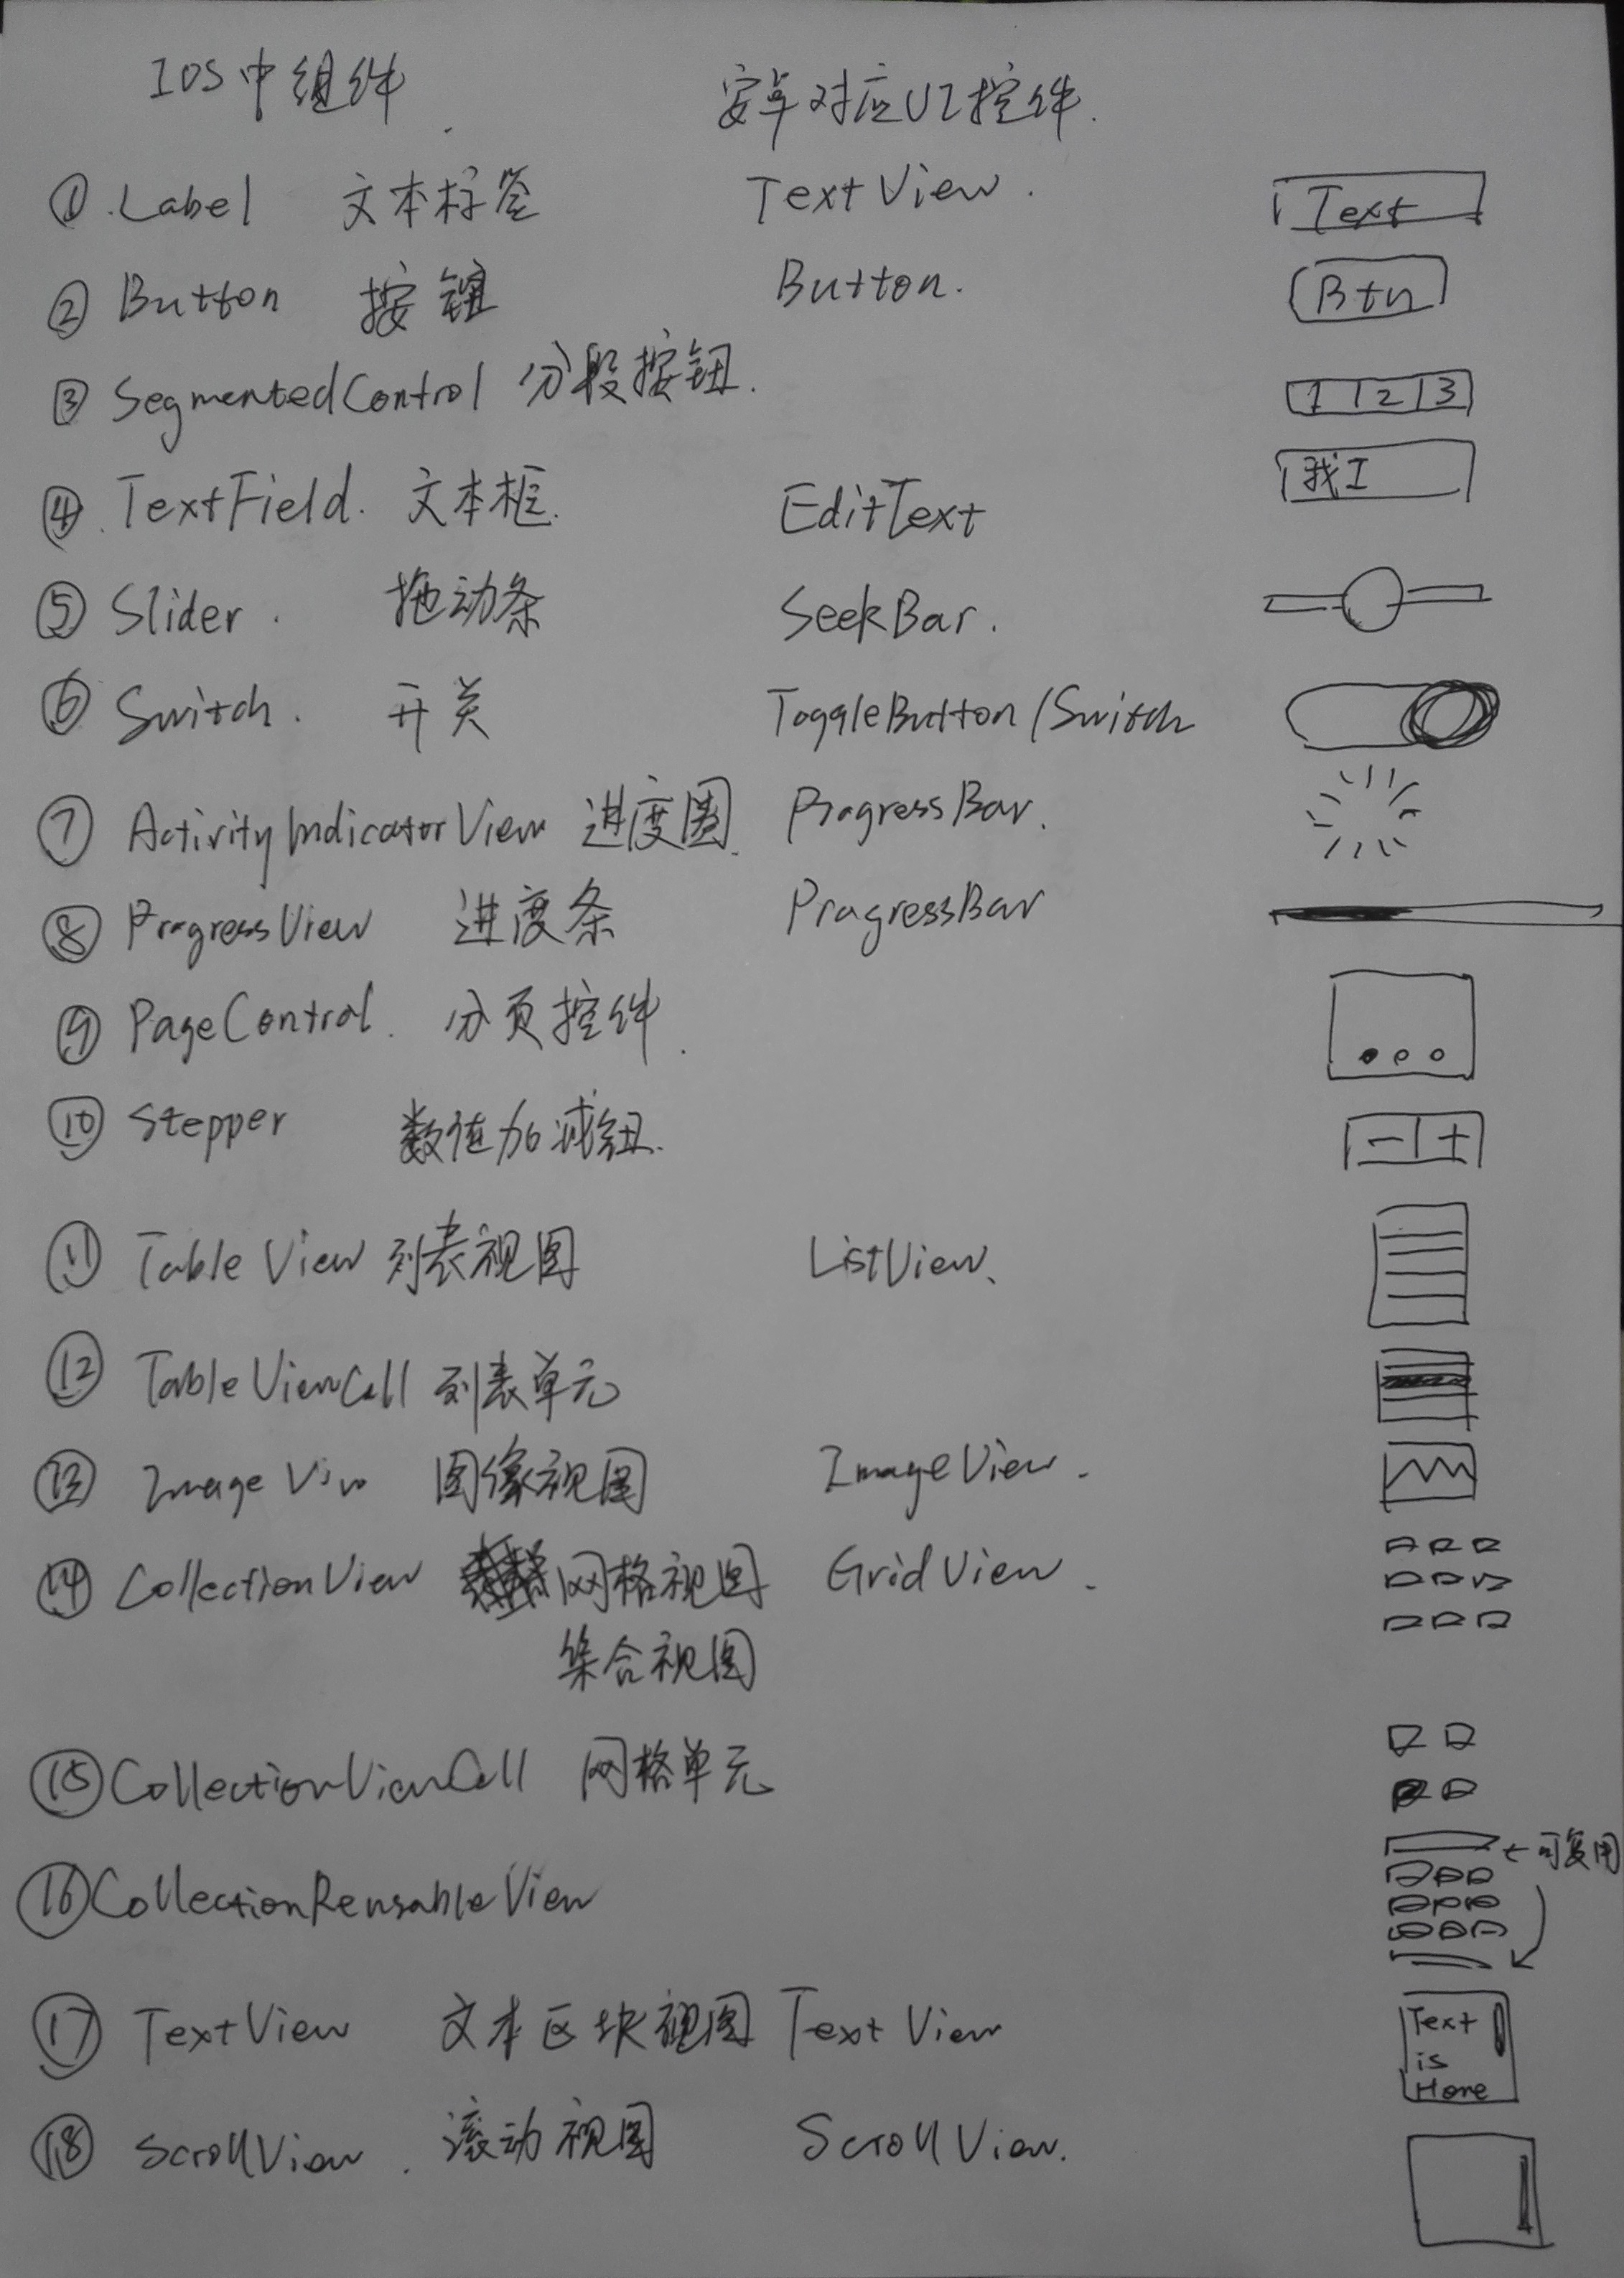 IOS中组件 安卓对应UI控件.
① Label 文本标签 TextView. Text
② Button 按钮 Button. Btn
③ SegmentedControl 分段按钮. 1 | 2 | 3
④ TextField. 文本框. EditText 我I
⑤ Slider. 拖动条 SeekBar.
⑥ Switch. 开关 ToggleButton/Switch
⑦ ActivityIndicatorView 进度圈. ProgressBar.
⑧ ProgressView 进度条 ProgressBar
⑨ PageControl. 分页控件.
⑩ Stepper 数值加减钮. - | +
⑪ TableView 列表视图 ListView.
⑫ TableViewCell 列表单元
⑬ ImageView 图像视图 ImageView.
⑭ CollectionView 网格视图 GridView.
集合视图
⑮ CollectionViewCell 网格单元
← 可复用
⑯ CollectionReusableView
⑰ TextView 文本区块视图 TextView Text
is
Here
⑱ ScrollView. 滚动视图 ScrollView.